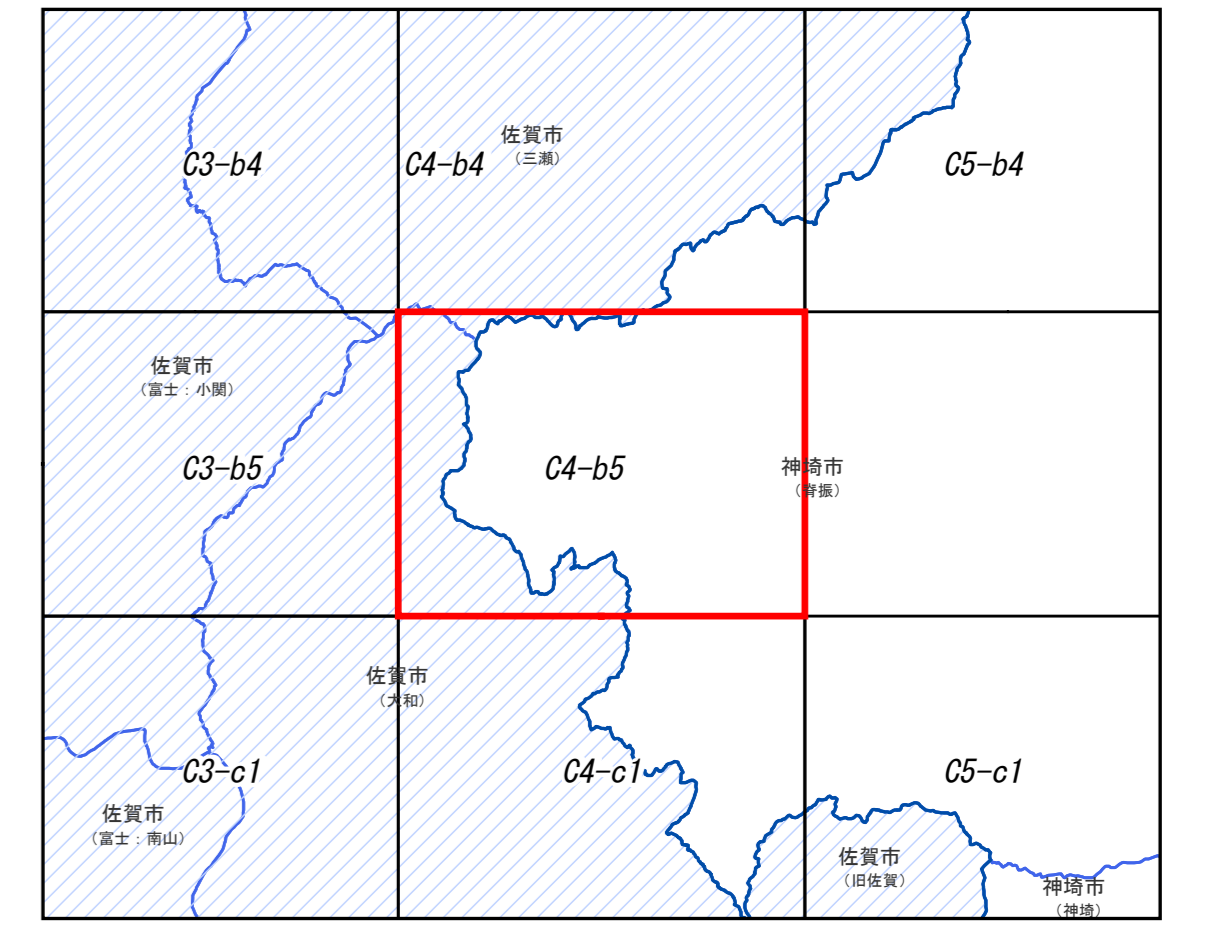 佐賀市
（三瀬）
C3-b4
C4-b4
C5-b4
佐賀市
（富士：小関）
C3-b5
C4-b5
神埼市
（脊振）
佐賀市
（大和）
C3-c1
C4-c1
C5-c1
佐賀市
（富士：南山）
佐賀市
（旧佐賀）
神埼市
（神埼）